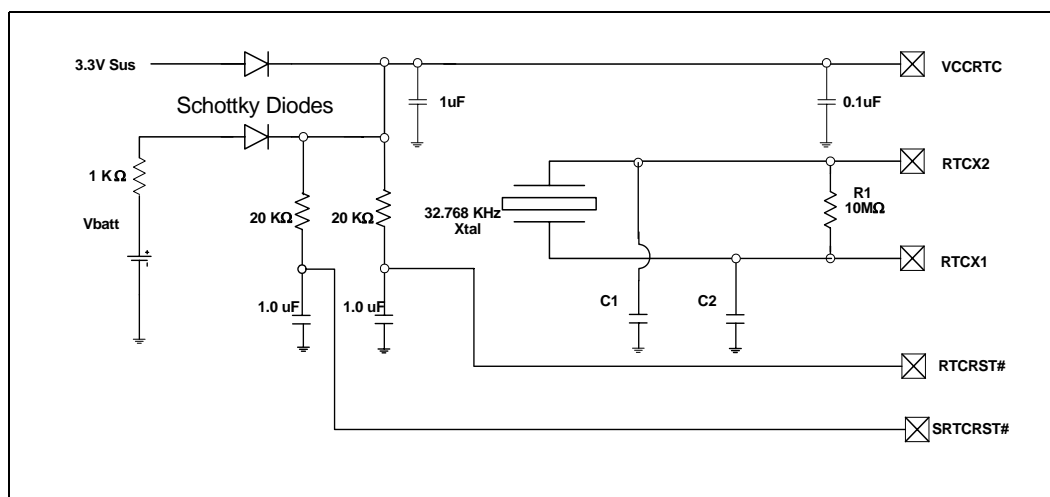 3.3V Sus
VCCRTC
1uF
0.1uF
Schottky Diodes
1 KΩ
RTCX2
R1
10MΩ
20 KΩ
20 KΩ
32.768 KHz
Xtal
Vbatt
+
-
RTCX1
1.0 uF
1.0 uF
C1
C2
RTCRST#
SRTCRST#